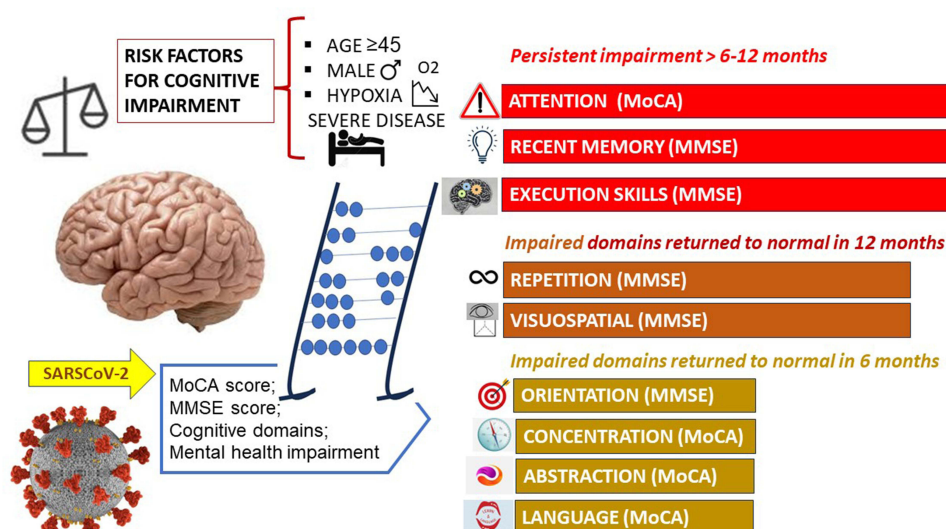 RISK FACTORS
FOR COGNITIVE
IMPAIRMENT
▪ AGE ≥45
▪ MALE ♂ O2
▪ HYPOXIA
SEVERE DISEASE
SARSCoV-2
MoCA score;
MMSE score;
Cognitive domains;
Mental health impairment
Persistent impairment > 6-12 months
ATTENTION (MoCA)
RECENT MEMORY (MMSE)
EXECUTION SKILLS (MMSE)
Impaired domains returned to normal in 12 months
REPETITION (MMSE)
VISUOSPATIAL (MMSE)
Impaired domains returned to normal in 6 months
ORIENTATION (MMSE)
CONCENTRATION (MoCA)
ABSTRACTION (MoCA)
LANGUAGE (MoCA)